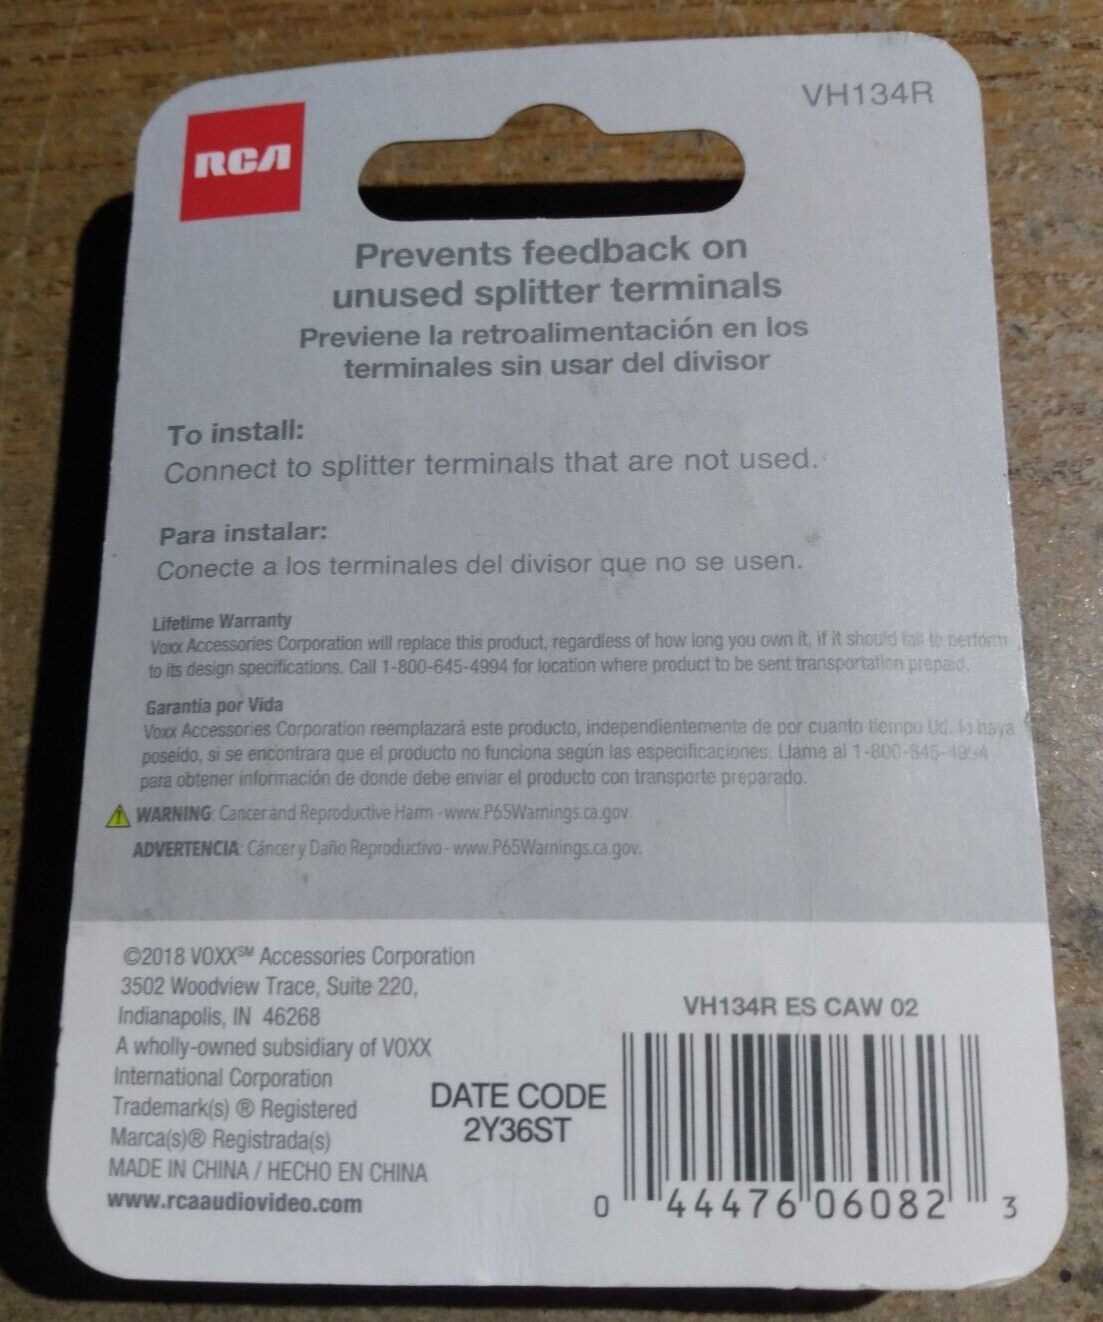 RCA
VH134R
Prevents feedback on
unused splitter terminals
Previene la retroalimentación en los
terminales sin usar del divisor
To install:
Connect to splitter terminals that are not used.
Para instalar:
Conecte a los terminales del divisor que no se usen.
Lifetime Warranty
Voxx Accessories Corporation will replace this product, regardless of how long you own it, if it should fail to perform
to its design specifications. Call 1-800-645-4994 for location where product to be sent transportation prepaid.
Garantía por Vida
Voxx Accessories Corporation reemplazará este producto, independientementa de por cuanto tiempo Ud. lo haya
poseído, si se encontrara que el producto no funciona según las especificaciones. Llame al
para obtener información de donde debe enviar el producto con transporte preparado.
WARNING: Cancer and Reproductive Harm - www.P65Warnings.ca.gov.
ADVERTENCIA: Cáncer y Daño Reproductivo - www.P65Warnings.ca.gov.
©2018 VOXX℠ Accessories Corporation
3502 Woodview Trace, Suite 220,
Indianapolis, IN 46268
A wholly-owned subsidiary of VOXX
International Corporation
Trademark(s) ® Registered
Marca(s)® Registrada(s)
MADE IN CHINA / HECHO EN CHINA
www.rcaaudiovideo.com
DATE CODE
2Y36ST
VH134R ES CAW 02
0 44476 06082 3